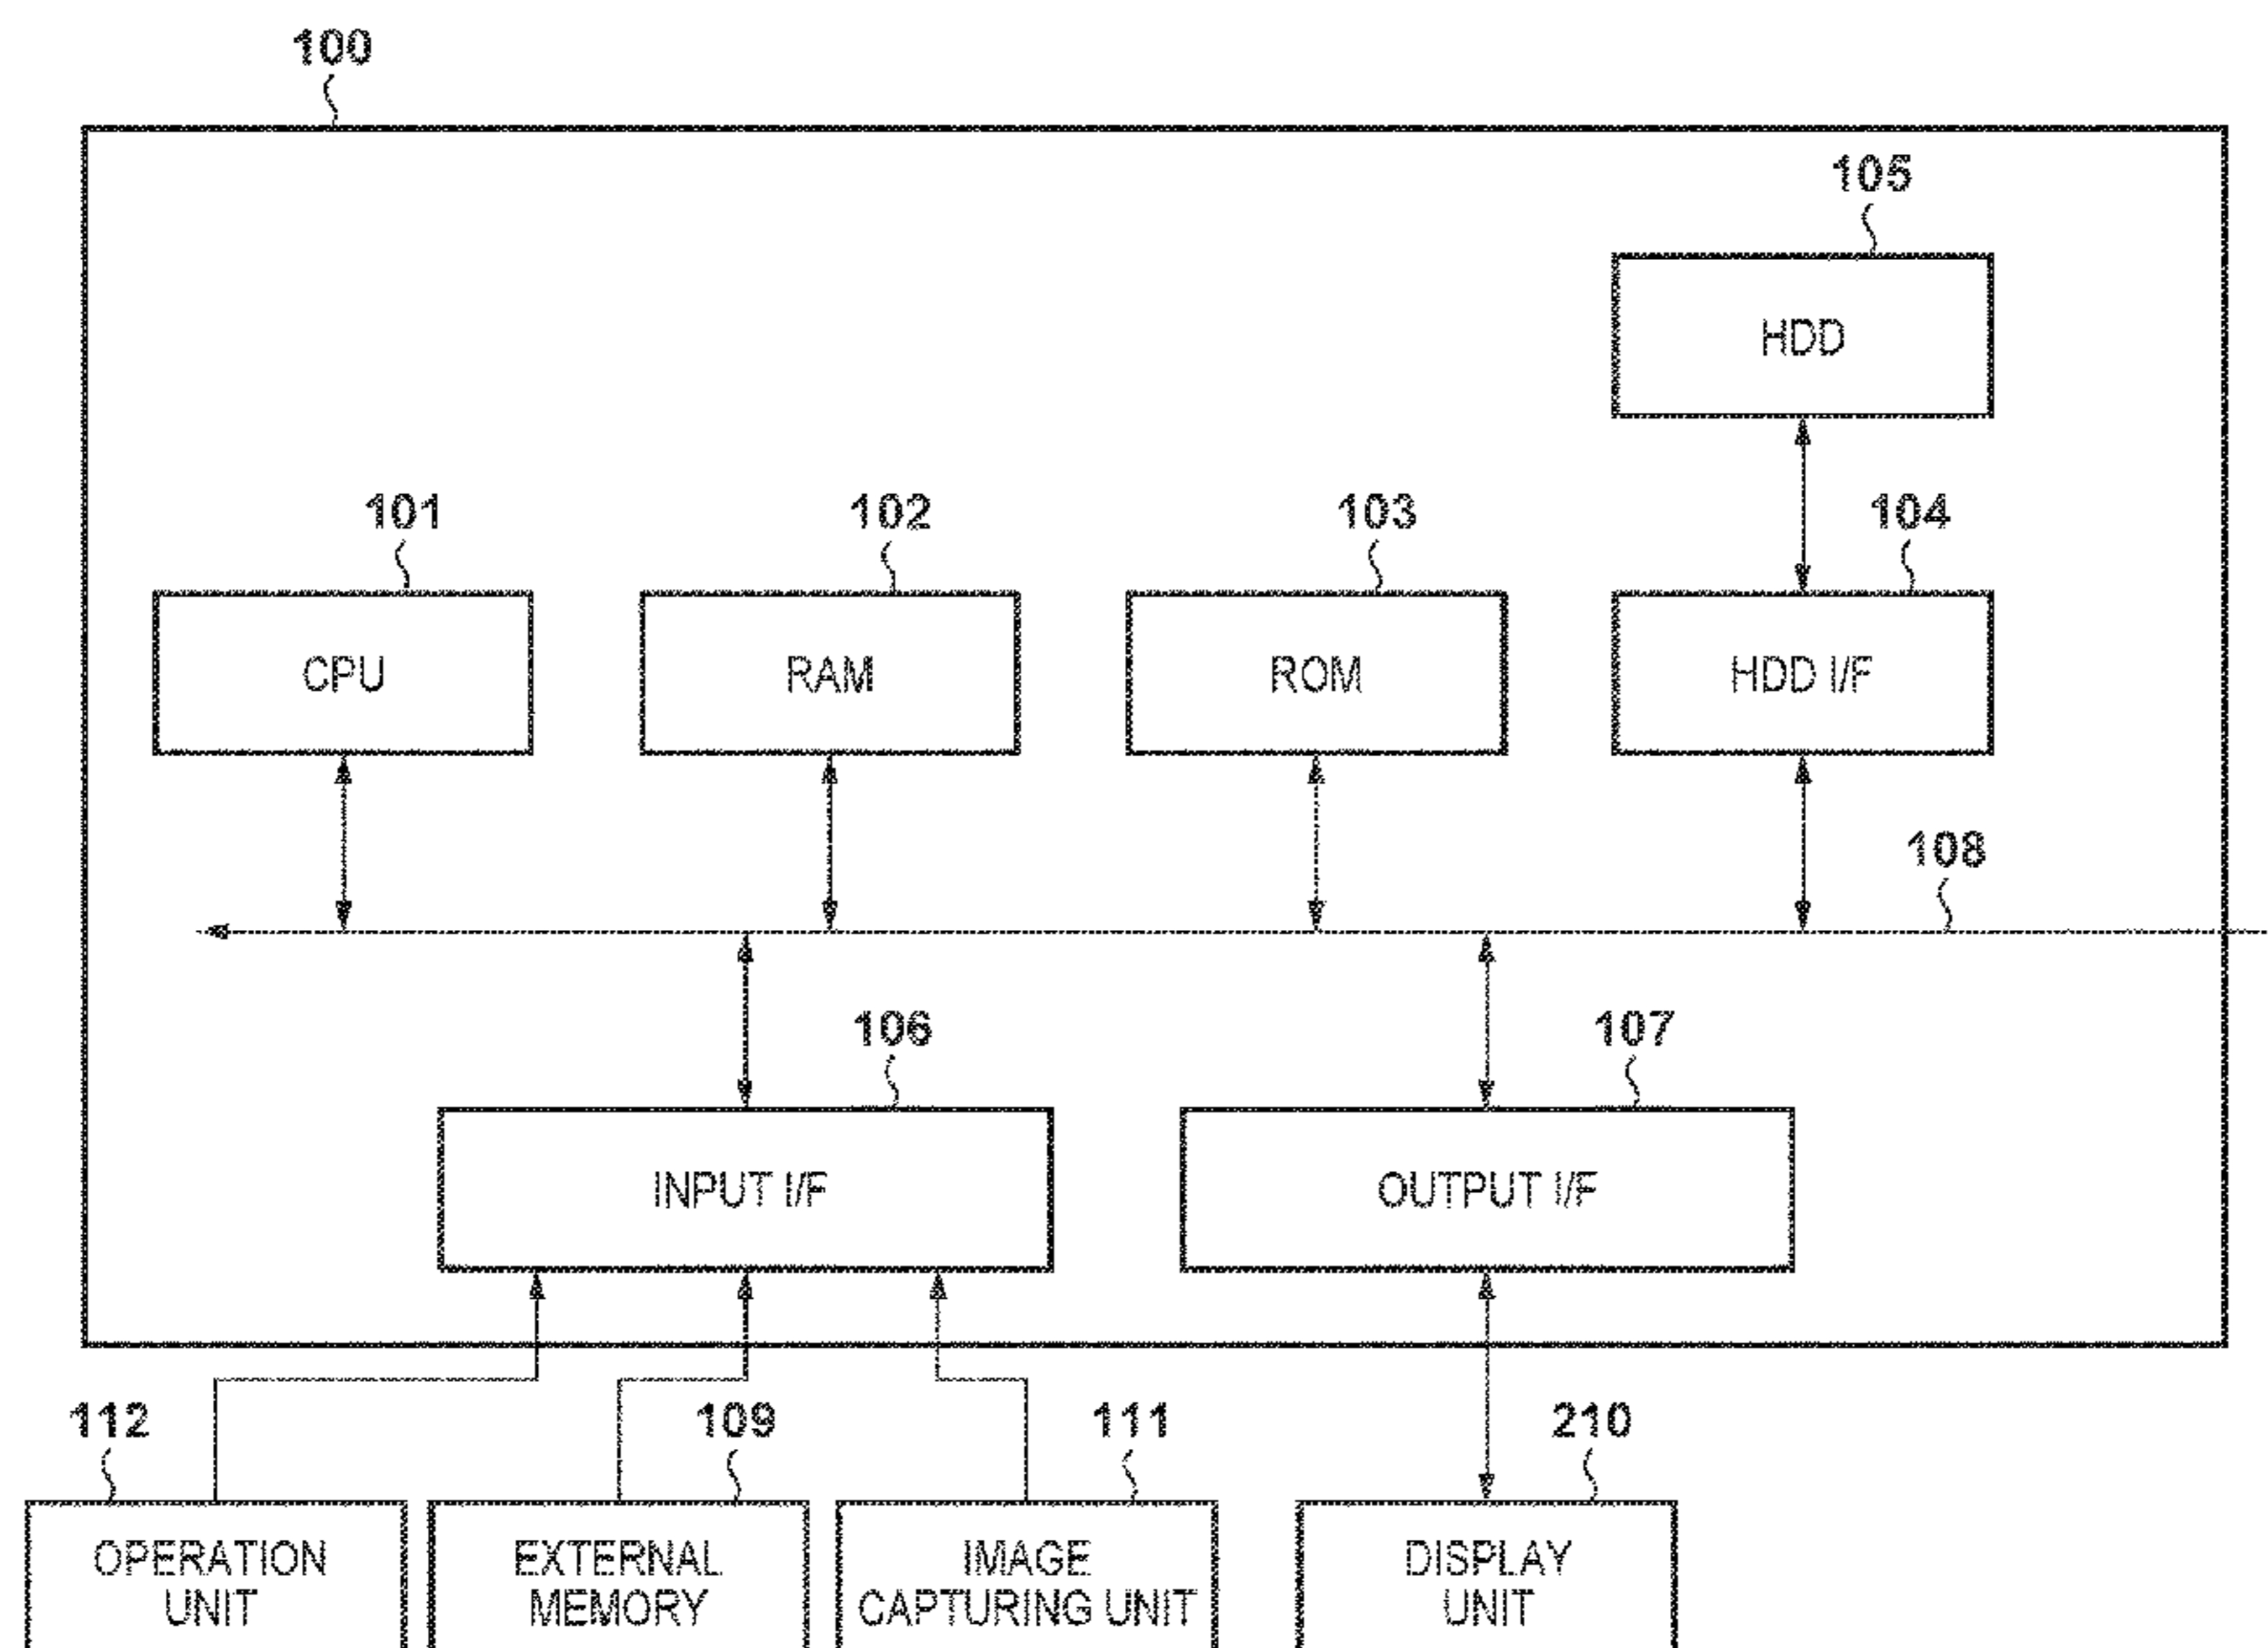 100
105
HDD
101
102
103
104
CPU
RAM
ROM
HDD I/F
108
106
107
INPUT I/F
OUTPUT I/F
112
109
111
210
OPERATION
UNIT
EXTERNAL
MEMORY
IMAGE
CAPTURING UNIT
DISPLAY
UNIT